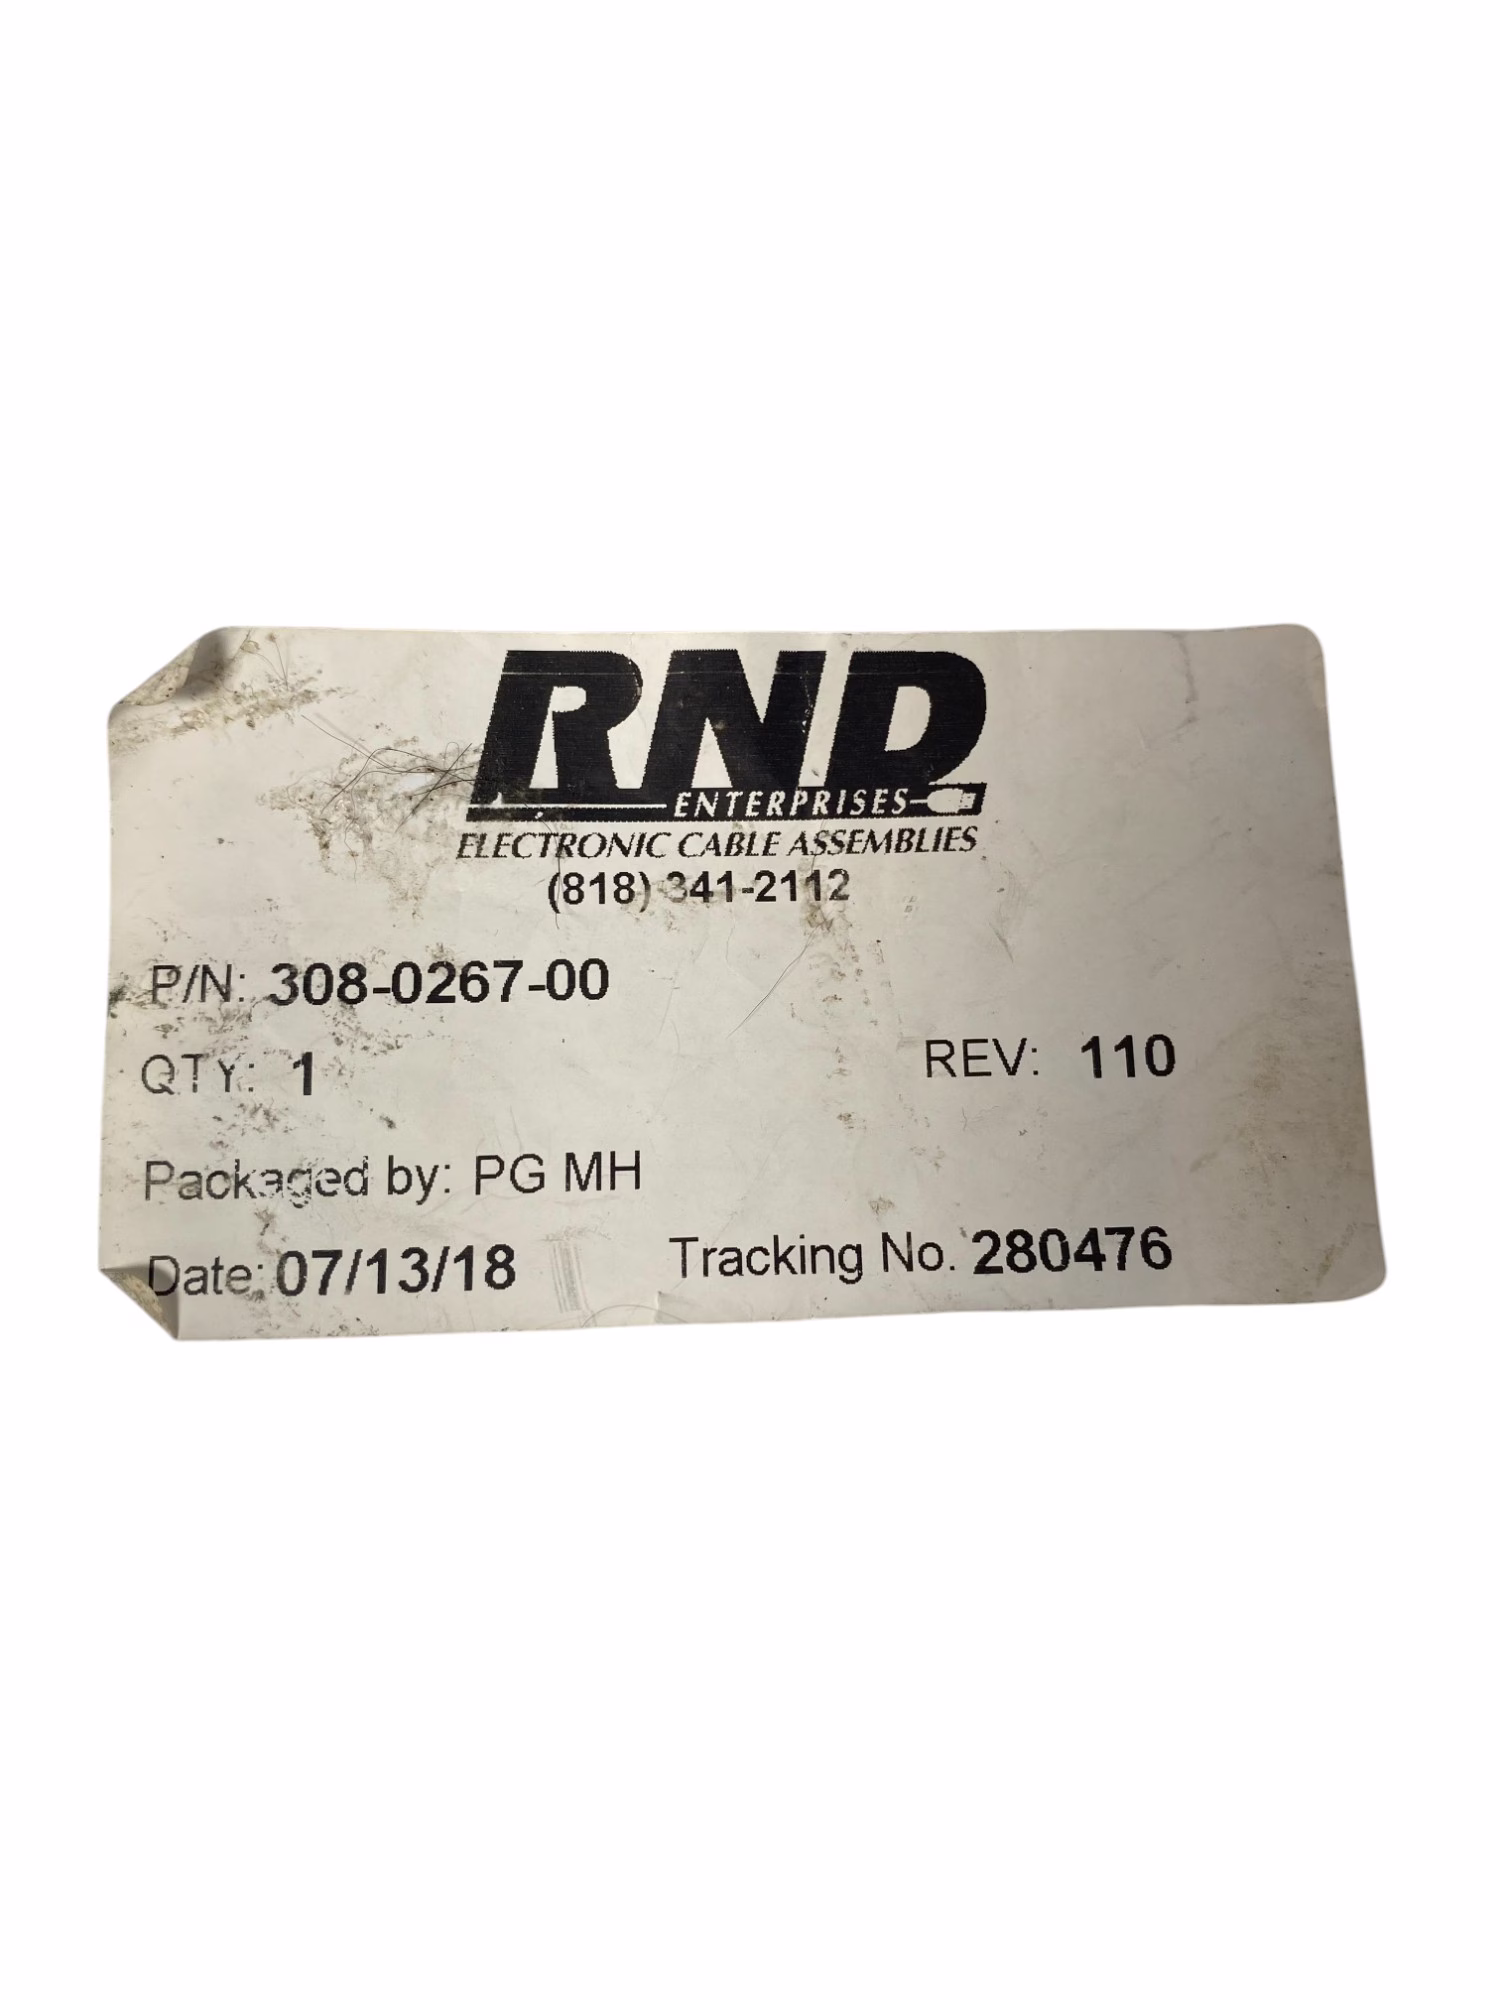 RND
ENTERPRISES
ELECTRONIC CABLE ASSEMBLIES
(818) 341-2112
P/N: 308-0267-00
QTY: 1 REV: 110
Packaged by: PG MH
Date: 07/13/18 Tracking No. 280476